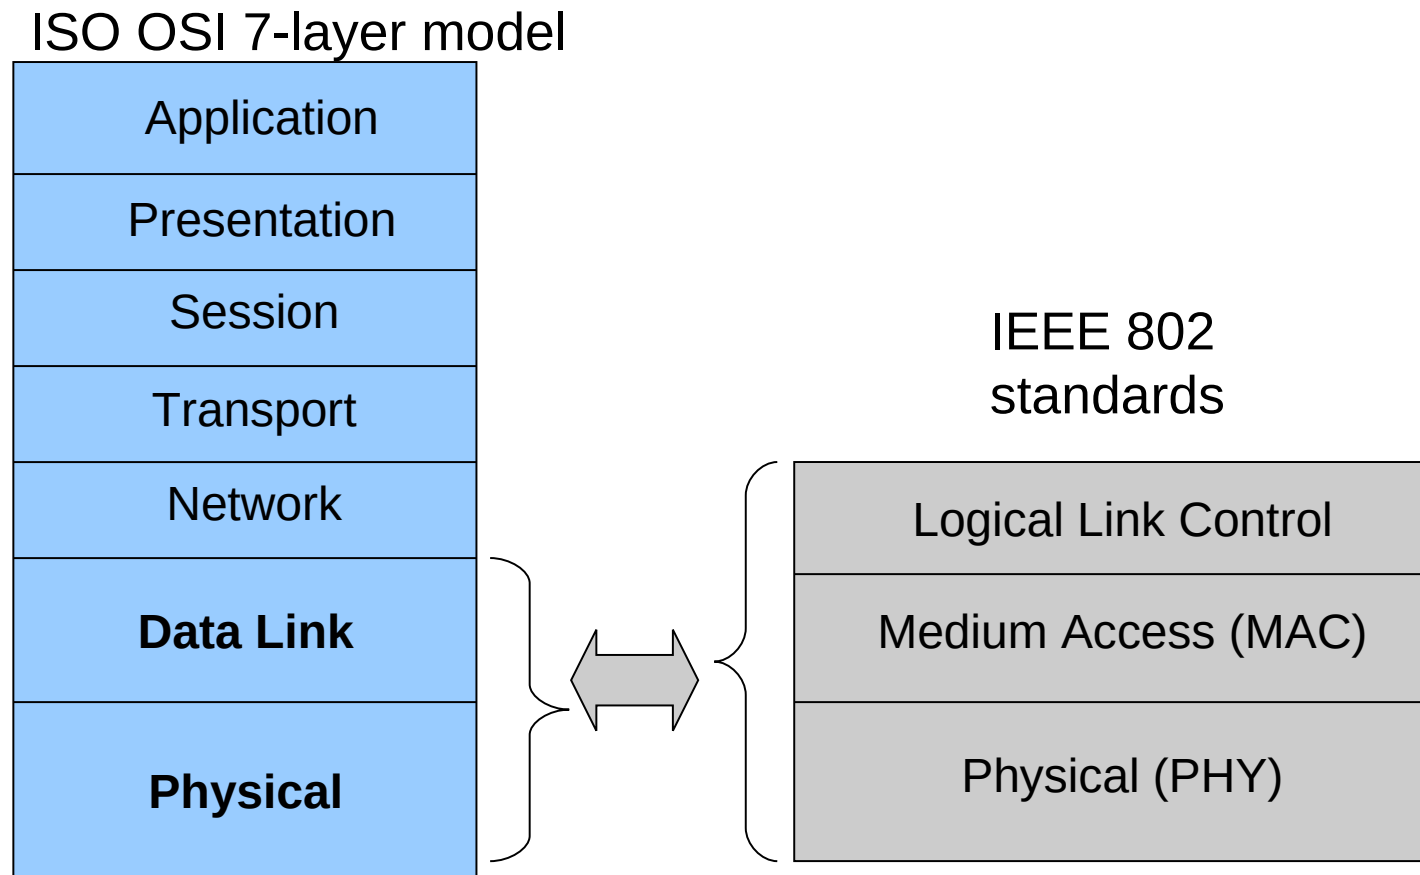 ISO OSI 7-layer model
Application
Presentation
Session
Transport
Network
Data Link
Physical
IEEE 802
standards
Logical Link Control
Medium Access (MAC)
Physical (PHY)